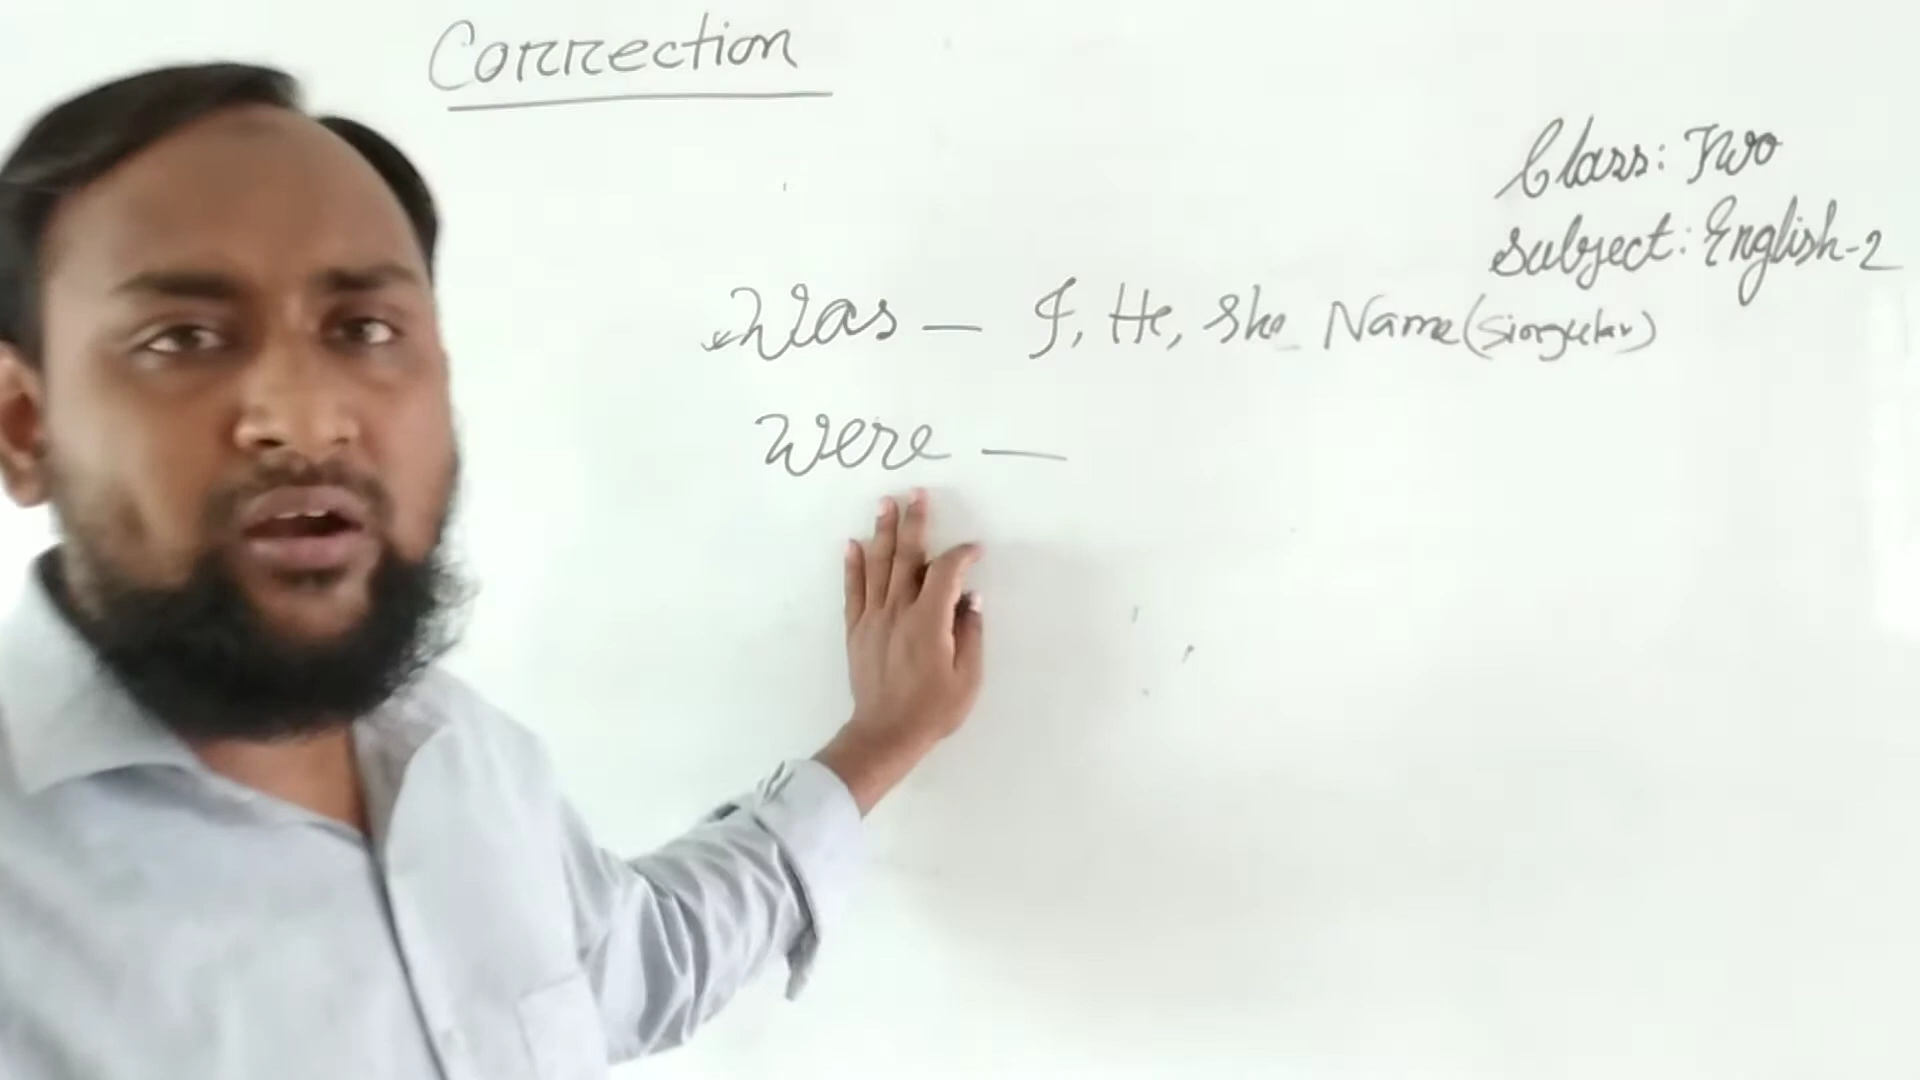 Correction
Class: Two
Subject: English-2
Was — I, He, She Name (Singular)
Were —